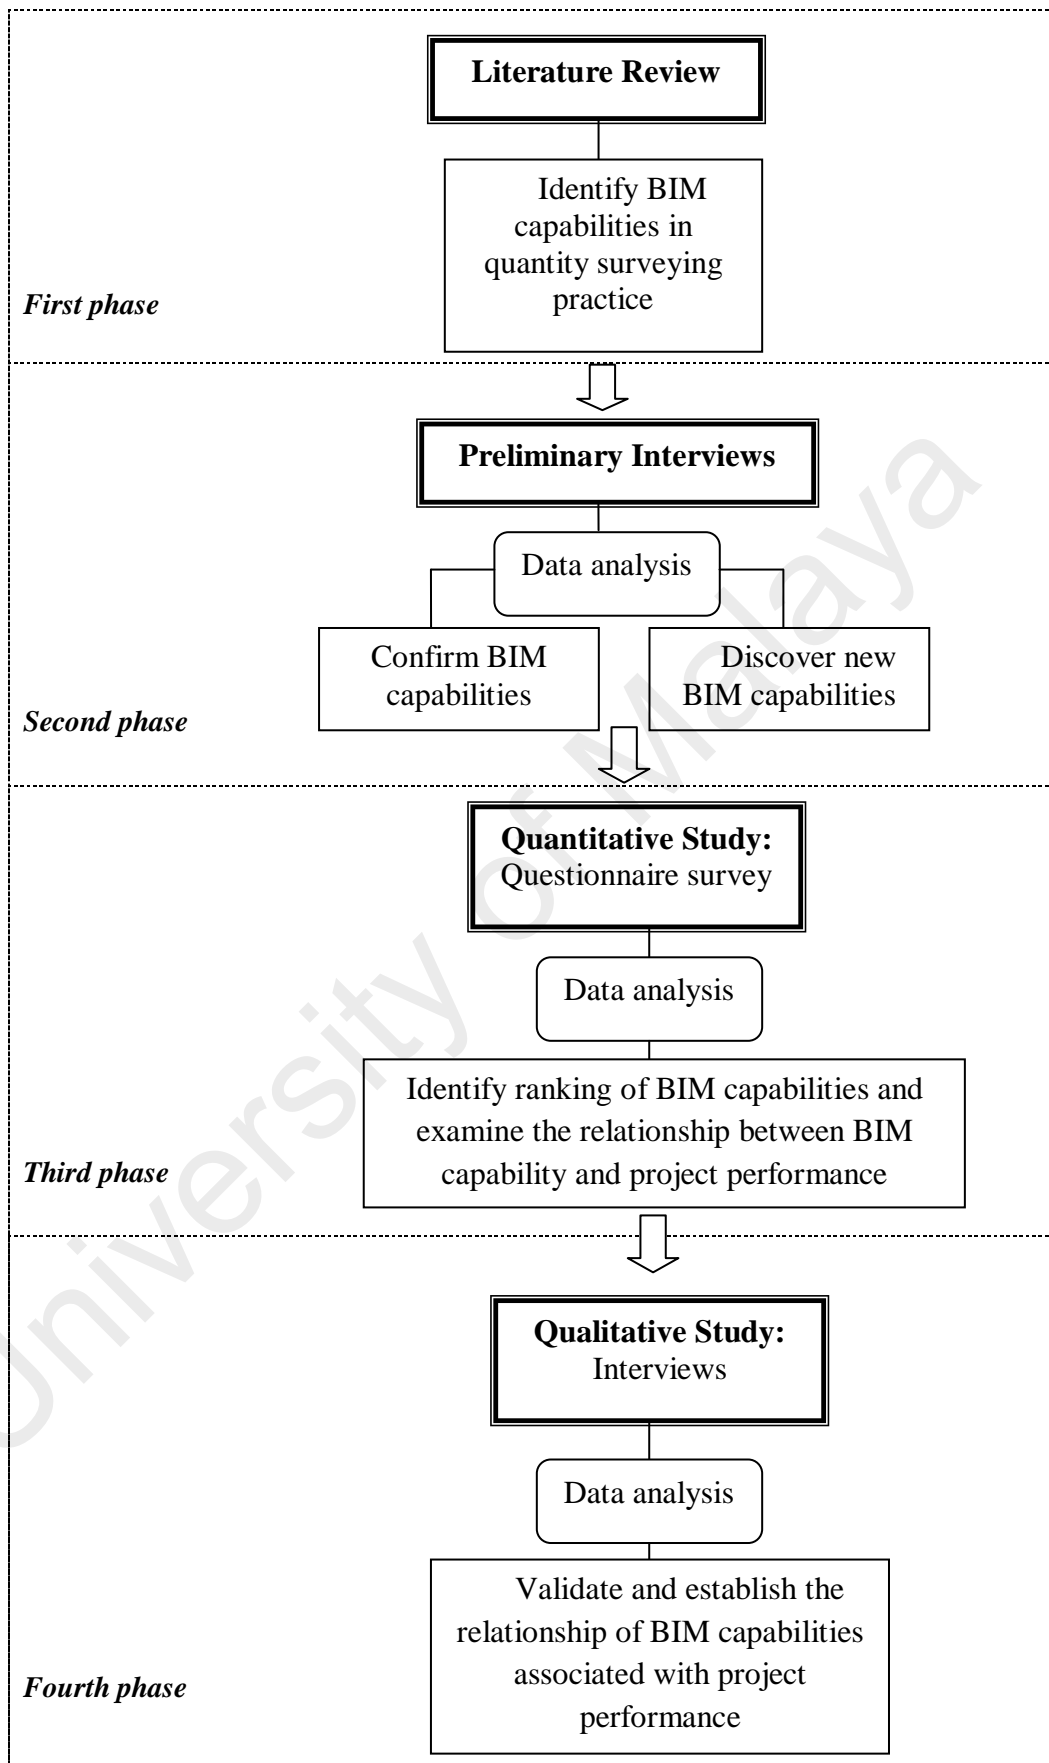 Literature Review
Identify BIM
capabilities in
quantity surveying
practice
First phase
Preliminary Interviews
Data analysis
Confirm BIM
capabilities
Discover new
BIM capabilities
Second phase
Quantitative Study:
Questionnaire survey
Data analysis
Identify ranking of BIM capabilities and
examine the relationship between BIM
capability and project performance
Third phase
Qualitative Study:
Interviews
Data analysis
Validate and establish the
relationship of BIM capabilities
associated with project
performance
Fourth phase
University of Malaya